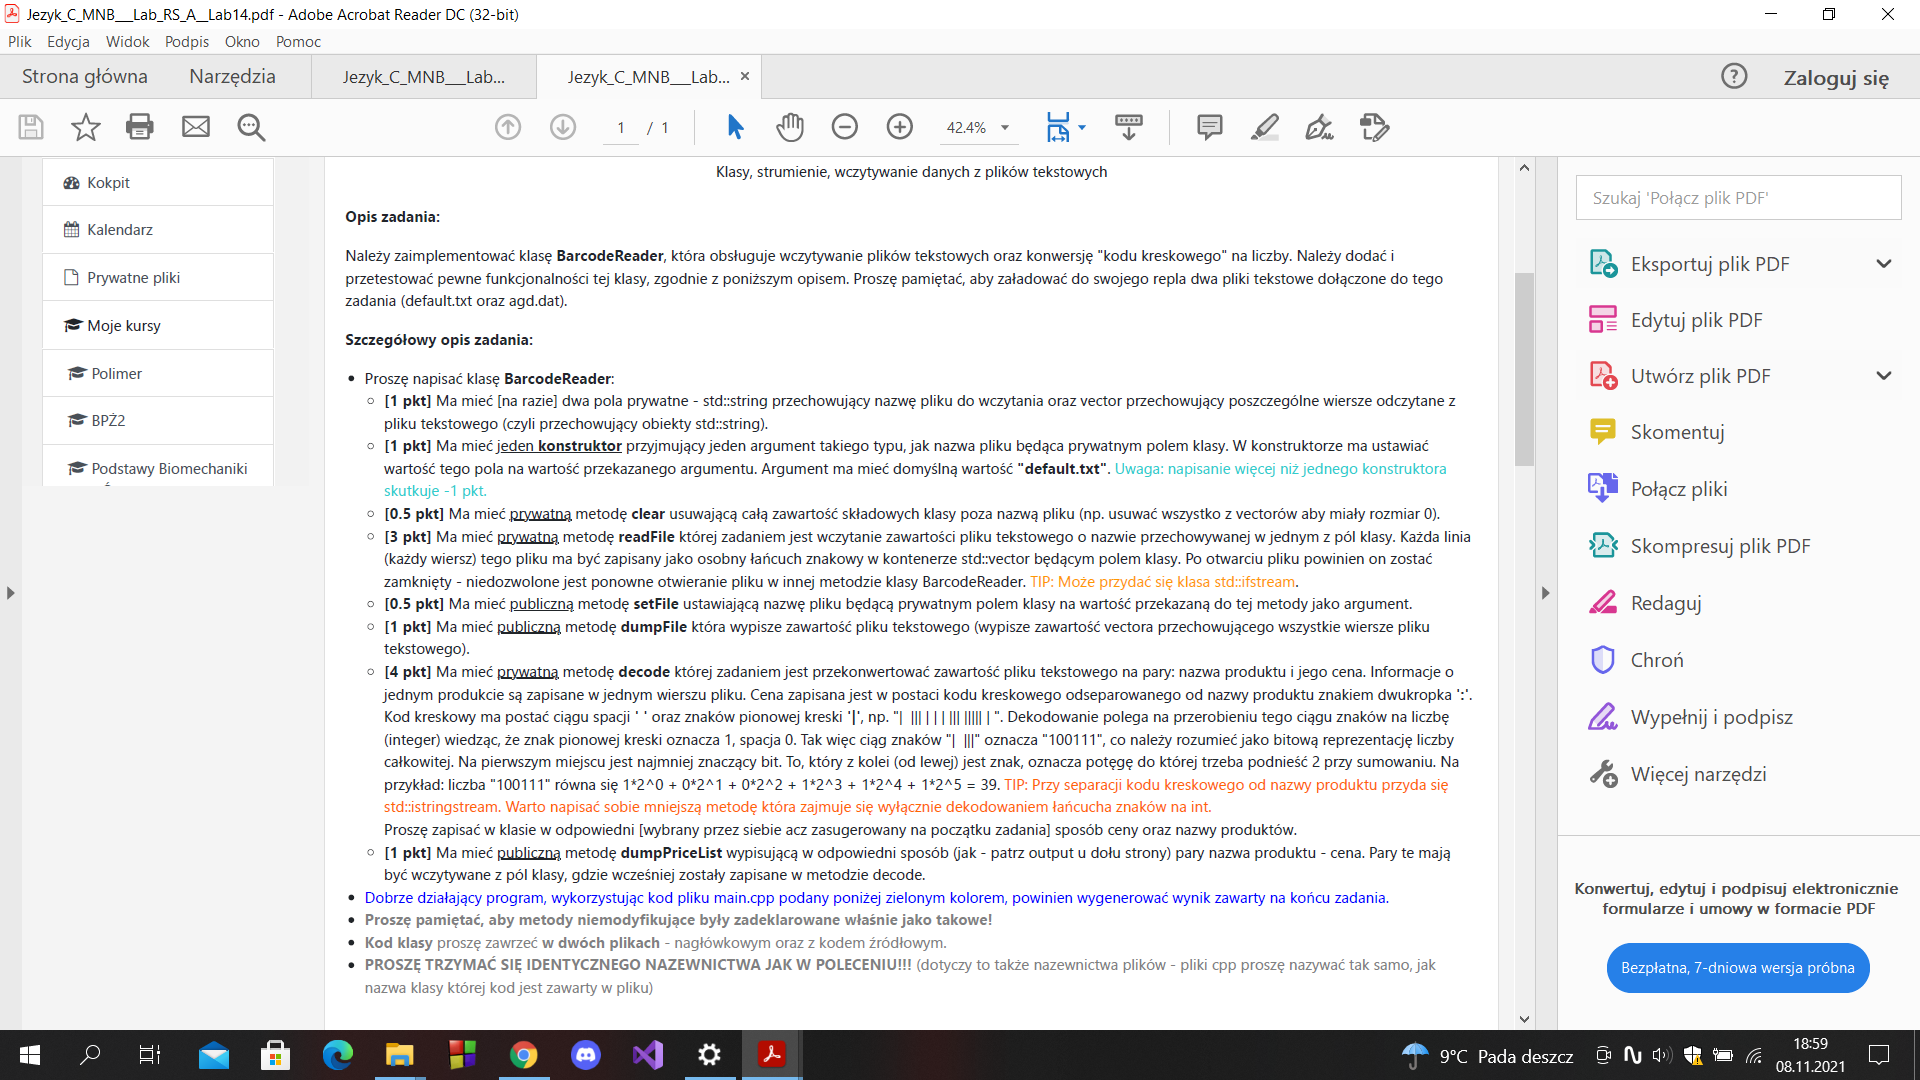 Jezyk_C_MNB___Lab_RS_A__Lab14.pdf - Adobe Acrobat Reader DC (32-bit)
Plik Edycja Widok Podpis Okno Pomoc
Strona główna Narzędzia Jezyk_C_MNB___Lab... Jezyk_C_MNB___Lab... × ? Zaloguj się
1 / 1 42.4%
Kokpit
Kalendarz
Prywatne pliki
Moje kursy
Polimer
BPŻ2
Podstawy Biomechaniki
Klasy, strumienie, wczytywanie danych z plików tekstowych
Opis zadania:
Należy zaimplementować klasę BarcodeReader, która obsługuje wczytywanie plików tekstowych oraz konwersję "kodu kreskowego" na liczby. Należy dodać i
przetestować pewne funkcjonalności tej klasy, zgodnie z poniższym opisem. Proszę pamiętać, aby załadować do swojego repla dwa pliki tekstowe dołączone do tego
zadania (default.txt oraz agd.dat).
Szczegółowy opis zadania:
• Proszę napisać klasę BarcodeReader:
◦ [1 pkt] Ma mieć [na razie] dwa pola prywatne - std::string przechowujący nazwę pliku do wczytania oraz vector przechowujący poszczególne wiersze odczytane z
pliku tekstowego (czyli przechowujący obiekty std::string).
◦ [1 pkt] Ma mieć jeden konstruktor przyjmujący jeden argument takiego typu, jak nazwa pliku będąca prywatnym polem klasy. W konstruktorze ma ustawiać
wartość tego pola na wartość przekazanego argumentu. Argument ma mieć domyślną wartość "default.txt". Uwaga: napisanie więcej niż jednego konstruktora
skutkuje -1 pkt.
◦ [0.5 pkt] Ma mieć prywatną metodę clear usuwającą całą zawartość składowych klasy poza nazwą pliku (np. usuwać wszystko z vectorów aby miały rozmiar 0).
◦ [3 pkt] Ma mieć prywatną metodę readFile której zadaniem jest wczytanie zawartości pliku tekstowego o nazwie przechowywanej w jednym z pól klasy. Każda linia
(każdy wiersz) tego pliku ma być zapisany jako osobny łańcuch znakowy w kontenerze std::vector będącym polem klasy. Po otwarciu pliku powinien on zostać
zamknięty - niedozwolone jest ponowne otwieranie pliku w innej metodzie klasy BarcodeReader. TIP: Może przydać się klasa std::ifstream.
◦ [0.5 pkt] Ma mieć publiczną metodę setFile ustawiającą nazwę pliku będącą prywatnym polem klasy na wartość przekazaną do tej metody jako argument.
◦ [1 pkt] Ma mieć publiczną metodę dumpFile która wypisze zawartość pliku tekstowego (wypisze zawartość vectora przechowującego wszystkie wiersze pliku
tekstowego).
◦ [4 pkt] Ma mieć prywatną metodę decode której zadaniem jest przekonwertować zawartość pliku tekstowego na pary: nazwa produktu i jego cena. Informacje o
jednym produkcie są zapisane w jednym wierszu pliku. Cena zapisana jest w postaci kodu kreskowego odseparowanego od nazwy produktu znakiem dwukropka ':'.
Kod kreskowy ma postać ciągu spacji ' ' oraz znaków pionowej kreski '|', np. "|  ||| | | | ||| ||||| | ". Dekodowanie polega na przerobieniu tego ciągu znaków na liczbę
(integer) wiedząc, że znak pionowej kreski oznacza 1, spacja 0. Tak więc ciąg znaków "|  |||" oznacza "100111", co należy rozumieć jako bitową reprezentację liczby
całkowitej. Na pierwszym miejscu jest najmniej znaczący bit. To, który z kolei (od lewej) jest znak, oznacza potęgę do której trzeba podnieść 2 przy sumowaniu. Na
przykład: liczba "100111" równa się 1*2^0 + 0*2^1 + 0*2^2 + 1*2^3 + 1*2^4 + 1*2^5 = 39. TIP: Przy separacji kodu kreskowego od nazwy produktu przyda się
std::istringstream. Warto napisać sobie mniejszą metodę która zajmuje się wyłącznie dekodowaniem łańcucha znaków na int.
Proszę zapisać w klasie w odpowiedni [wybrany przez siebie acz zasugerowany na początku zadania] sposób ceny oraz nazwy produktów.
◦ [1 pkt] Ma mieć publiczną metodę dumpPriceList wypisującą w odpowiedni sposób (jak - patrz output u dołu strony) pary nazwa produktu - cena. Pary te mają
być wczytywane z pól klasy, gdzie wcześniej zostały zapisane w metodzie decode.
• Dobrze działający program, wykorzystując kod pliku main.cpp podany poniżej zielonym kolorem, powinien wygenerować wynik zawarty na końcu zadania.
• Proszę pamiętać, aby metody niemodyfikujące były zadeklarowane właśnie jako takowe!
• Kod klasy proszę zawrzeć w dwóch plikach - nagłówkowym oraz z kodem źródłowym.
• PROSZĘ TRZYMAĆ SIĘ IDENTYCZNEGO NAZEWNICTWA JAK W POLECENIU!!! (dotyczy to także nazewnictwa plików - pliki cpp proszę nazywać tak samo, jak
nazwa klasy której kod jest zawarty w pliku)
Szukaj 'Połącz plik PDF'
Eksportuj plik PDF
Edytuj plik PDF
Utwórz plik PDF
Skomentuj
Połącz pliki
Skompresuj plik PDF
Redaguj
Chroń
Wypełnij i podpisz
Więcej narzędzi
Konwertuj, edytuj i podpisuj elektronicznie
formularze i umowy w formacie PDF
Bezpłatna, 7-dniowa wersja próbna
9°C Pada deszcz
18:59
08.11.2021